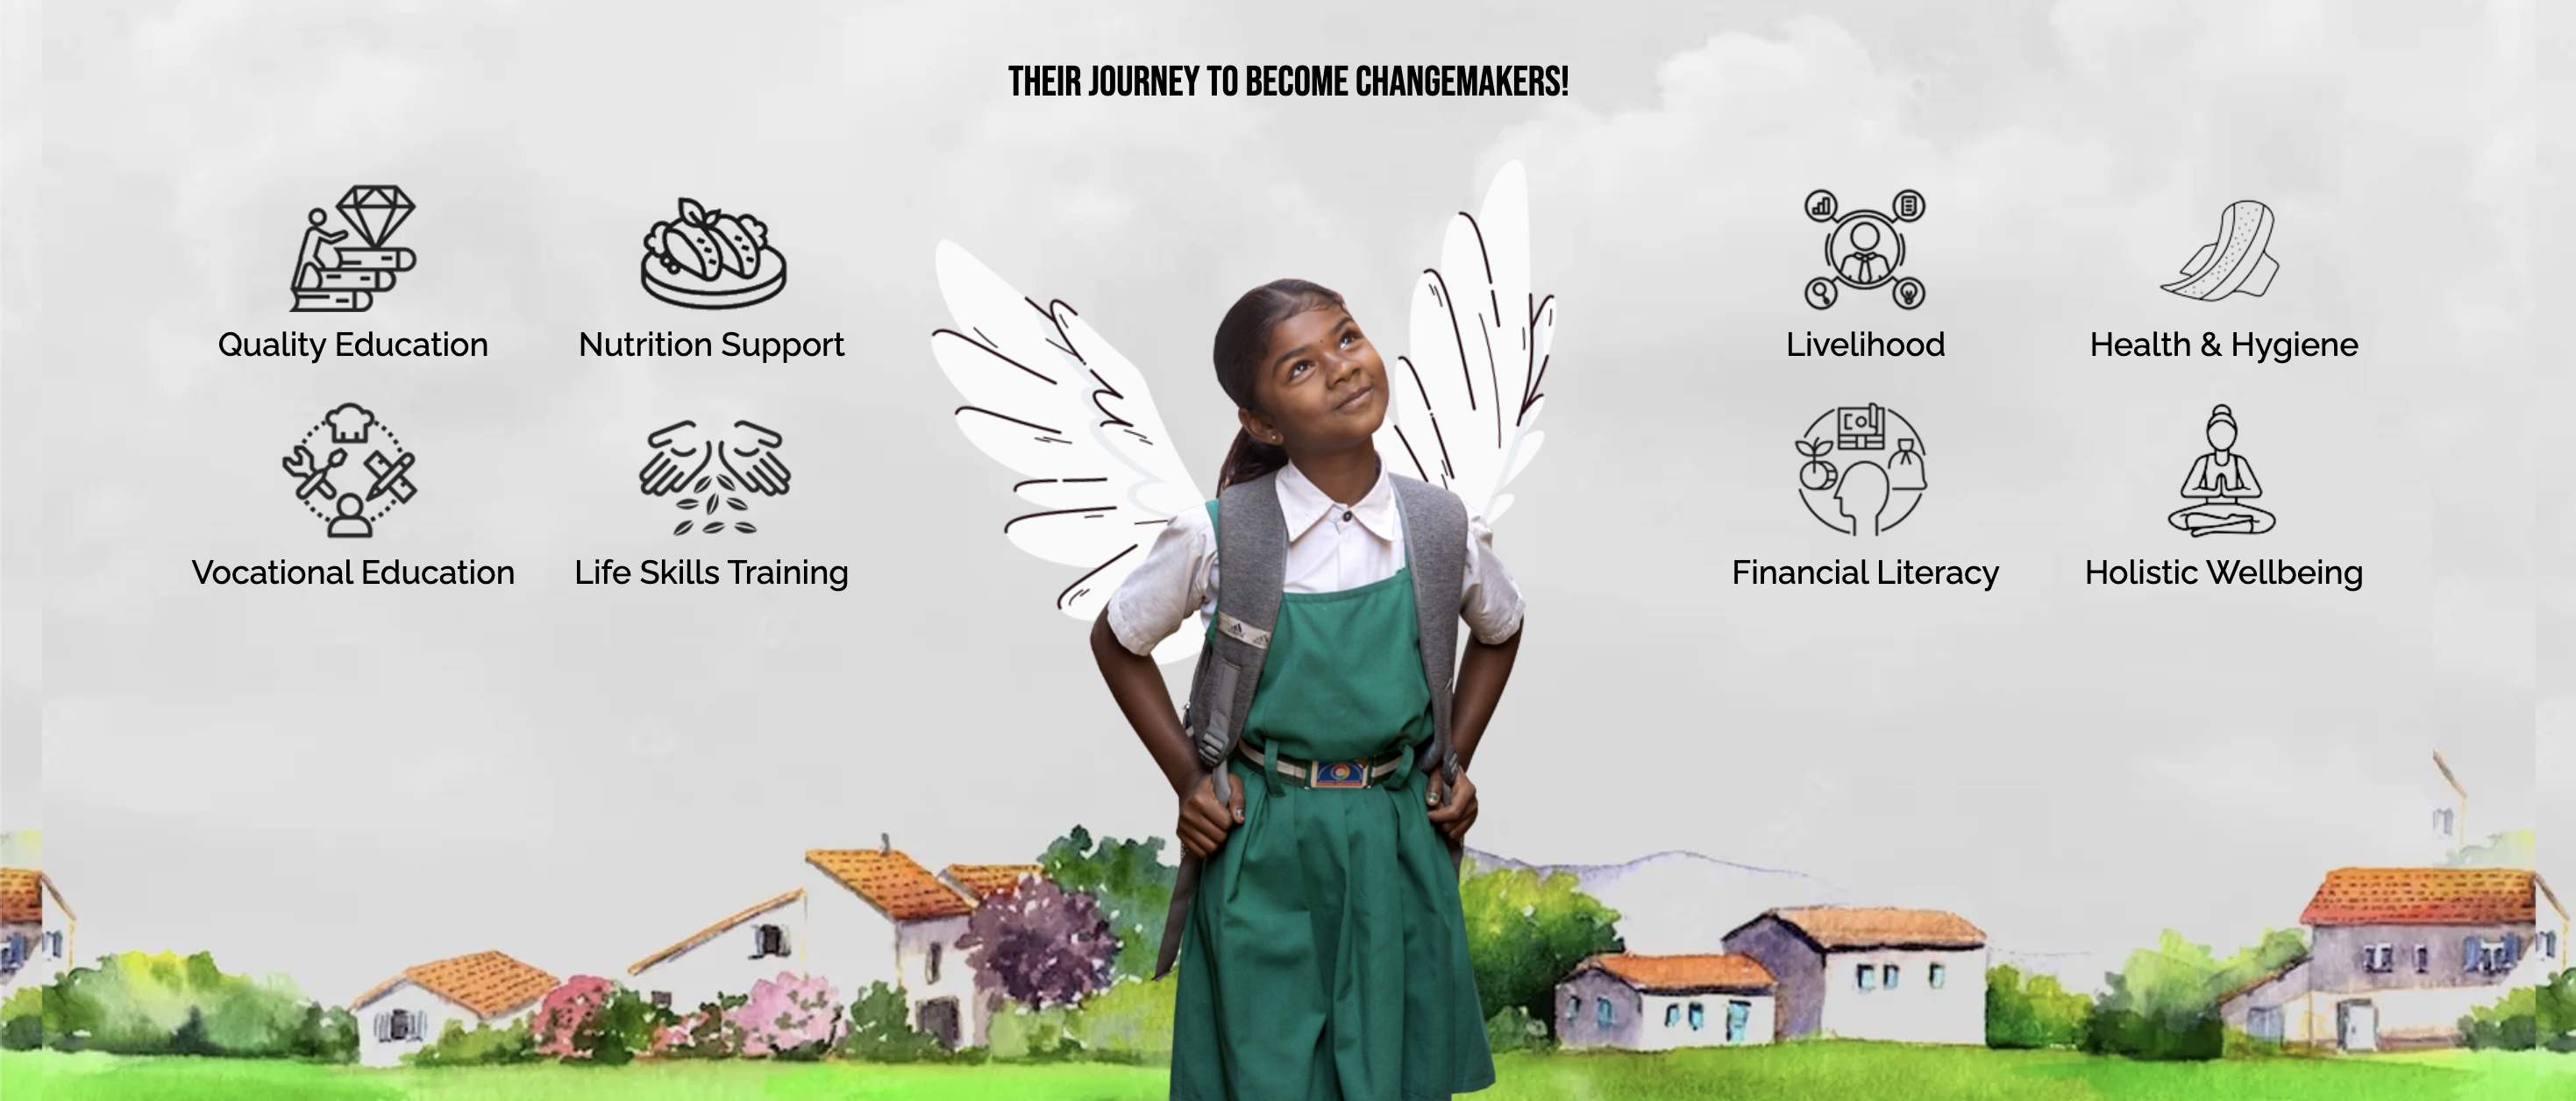 THEIR JOURNEY TO BECOME CHANGEMAKERS!
Quality Education
Nutrition Support
Livelihood
Health & Hygiene
Vocational Education
Life Skills Training
Financial Literacy
Holistic Wellbeing